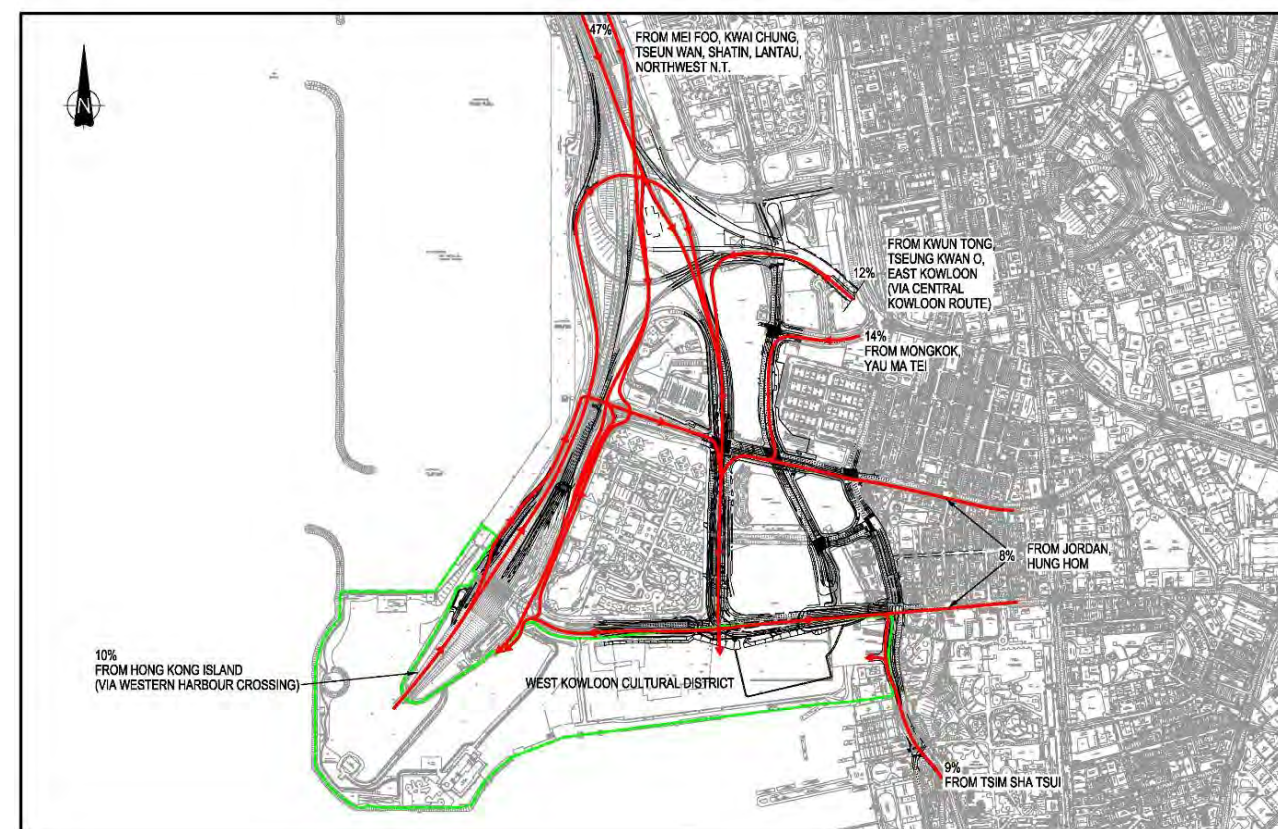 47%
FROM MEI FOO, KWAI CHUNG,
TSEUN WAN, SHATIN, LANTAU,
NORTHWEST N.T.
N
FROM KWUN TONG,
TSEUNG KWAN O,
EAST KOWLOON
(VIA CENTRAL
KOWLOON ROUTE)
12%
14%
FROM MONGKOK,
YAU MA TEI
8%
FROM JORDAN,
HUNG HOM
10%
FROM HONG KONG ISLAND
(VIA WESTERN HARBOUR CROSSING)
WEST KOWLOON CULTURAL DISTRICT
9%
FROM TSIM SHA TSUI